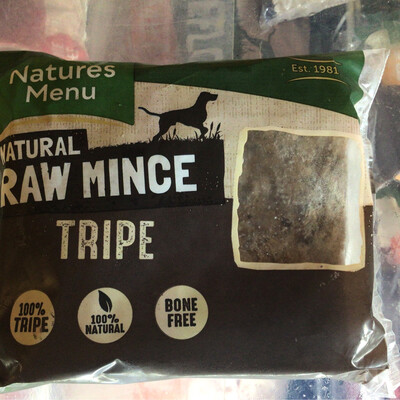 Natures
Menu
Est. 1981
NATURAL
RAW MINCE
TRIPE
100%
TRIPE
100%
NATURAL
BONE
FREE